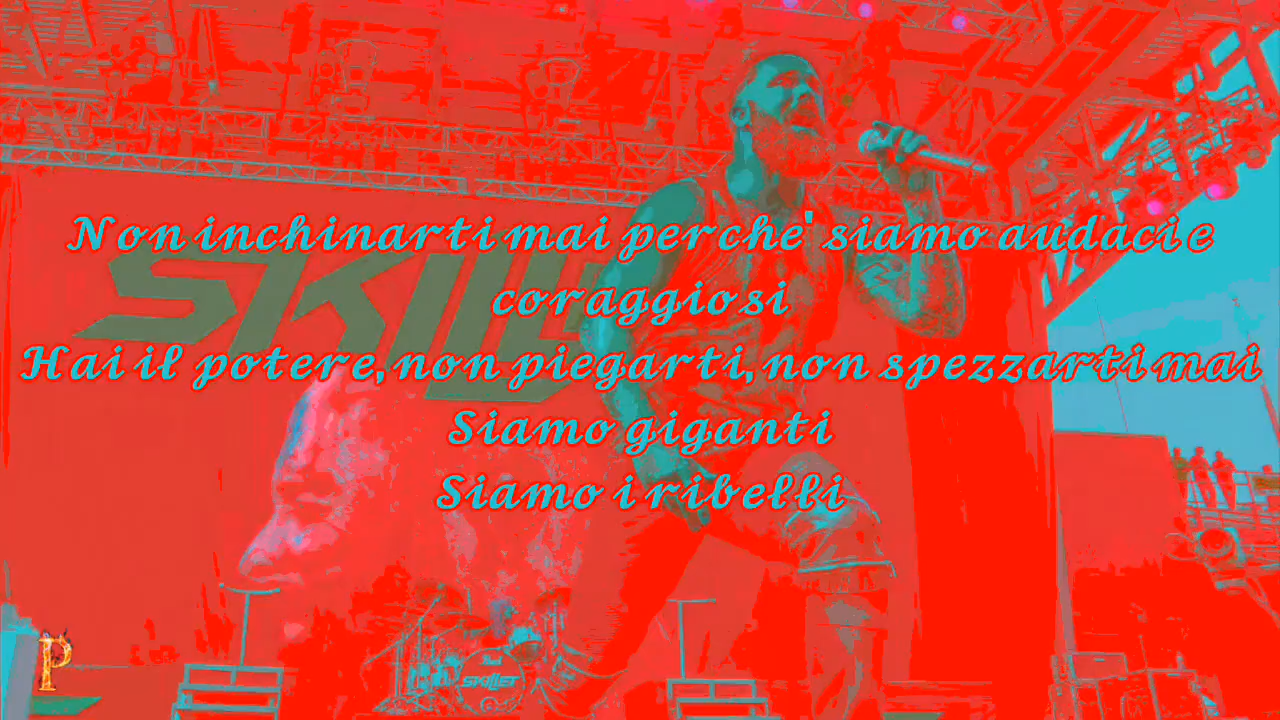 Non inchinarti mai perche' siamo audaci e
coraggiosi
Hai il potere, non piegarti, non spezzarti mai
Siamo giganti
Siamo i ribelli
SKILLET
P